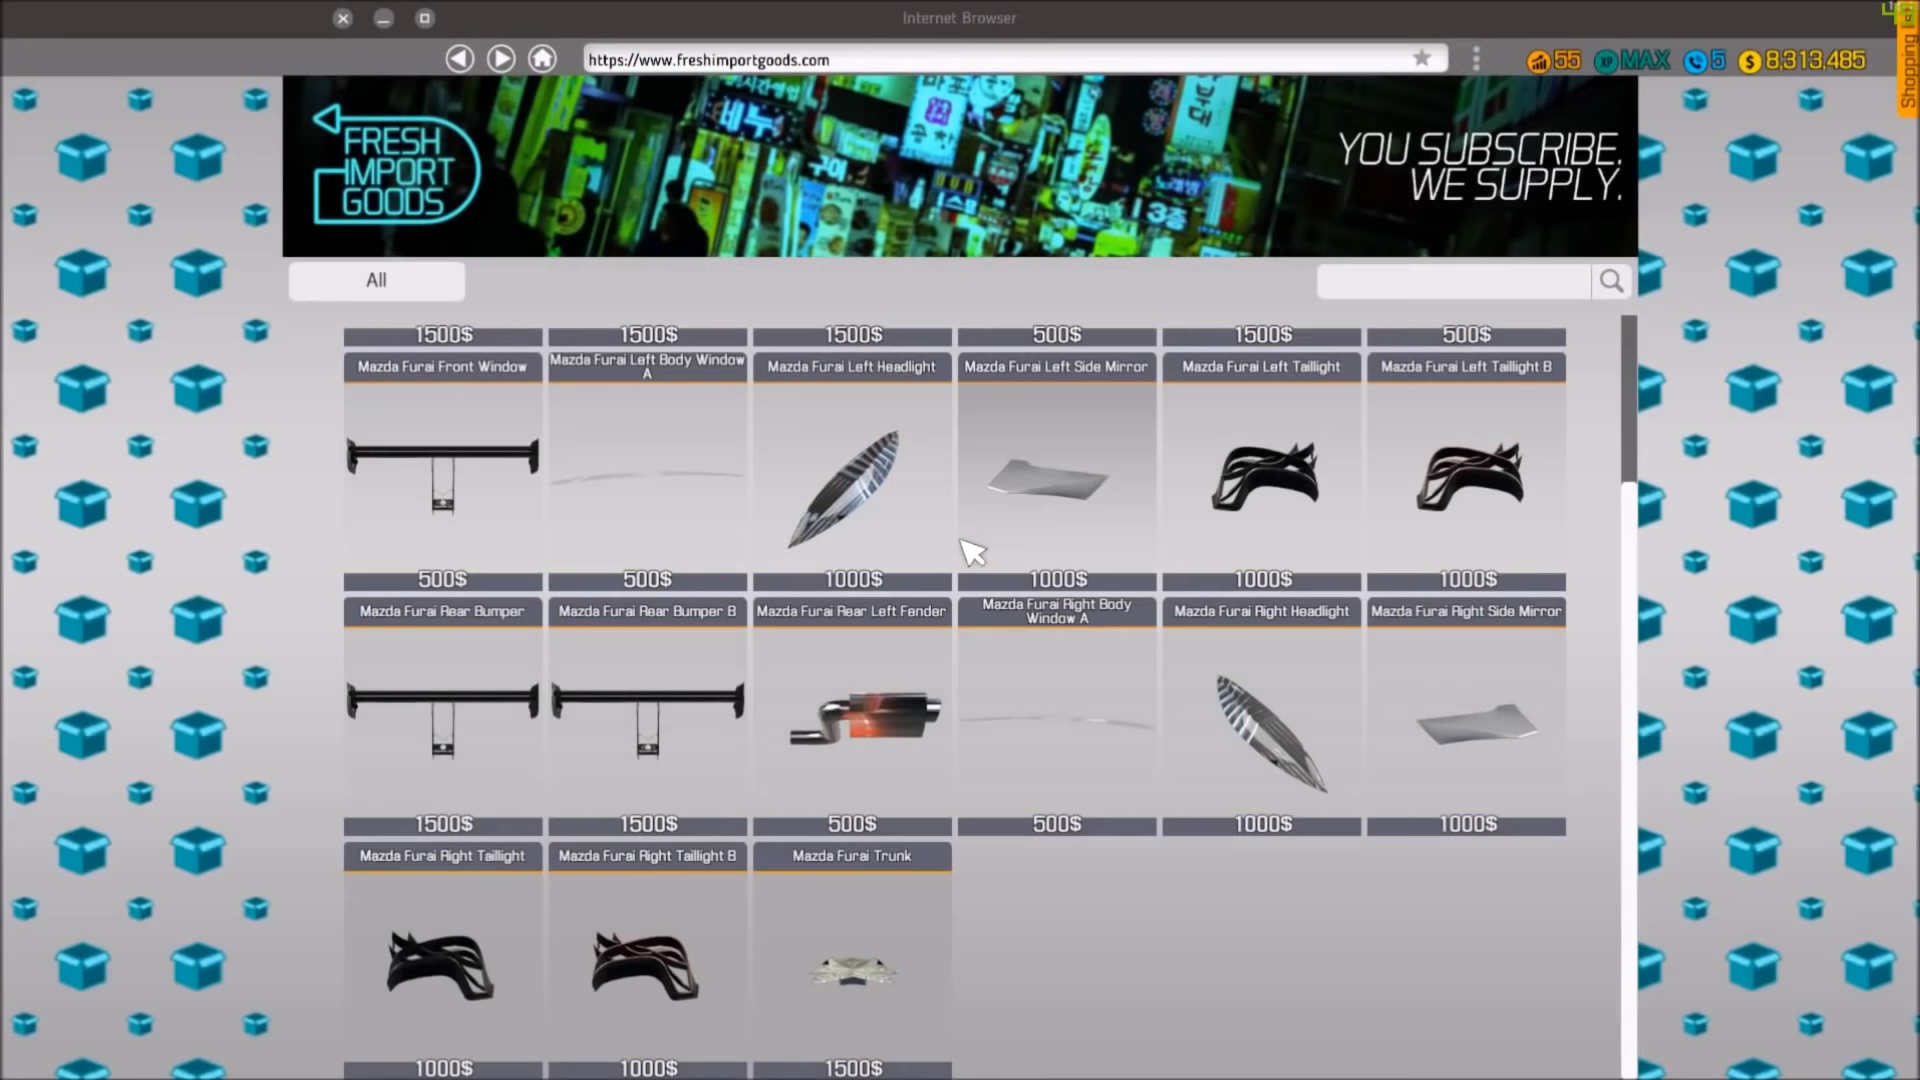 Internet Browser
https://www.freshimportgoods.com
55
XP MAX
5
$ 8,313,485
Shopping
FRESH
IMPORT
GOODS
YOU SUBSCRIBE.
WE SUPPLY.
All
1500$ 1500$ 1500$ 500$ 1500$ 500$
Mazda Furai Front Window
Mazda Furai Left Body Window
A
Mazda Furai Left Headlight
Mazda Furai Left Side Mirror
Mazda Furai Left Taillight
Mazda Furai Left Taillight B
500$ 500$ 1000$ 1000$ 1000$ 1000$
Mazda Furai Rear Bumper
Mazda Furai Rear Bumper B
Mazda Furai Rear Left Fender
Mazda Furai Right Body
Window A
Mazda Furai Right Headlight
Mazda Furai Right Side Mirror
1500$ 1500$ 500$ 500$ 1000$ 1000$
Mazda Furai Right Taillight
Mazda Furai Right Taillight B
Mazda Furai Trunk
1000$ 1000$ 1500$